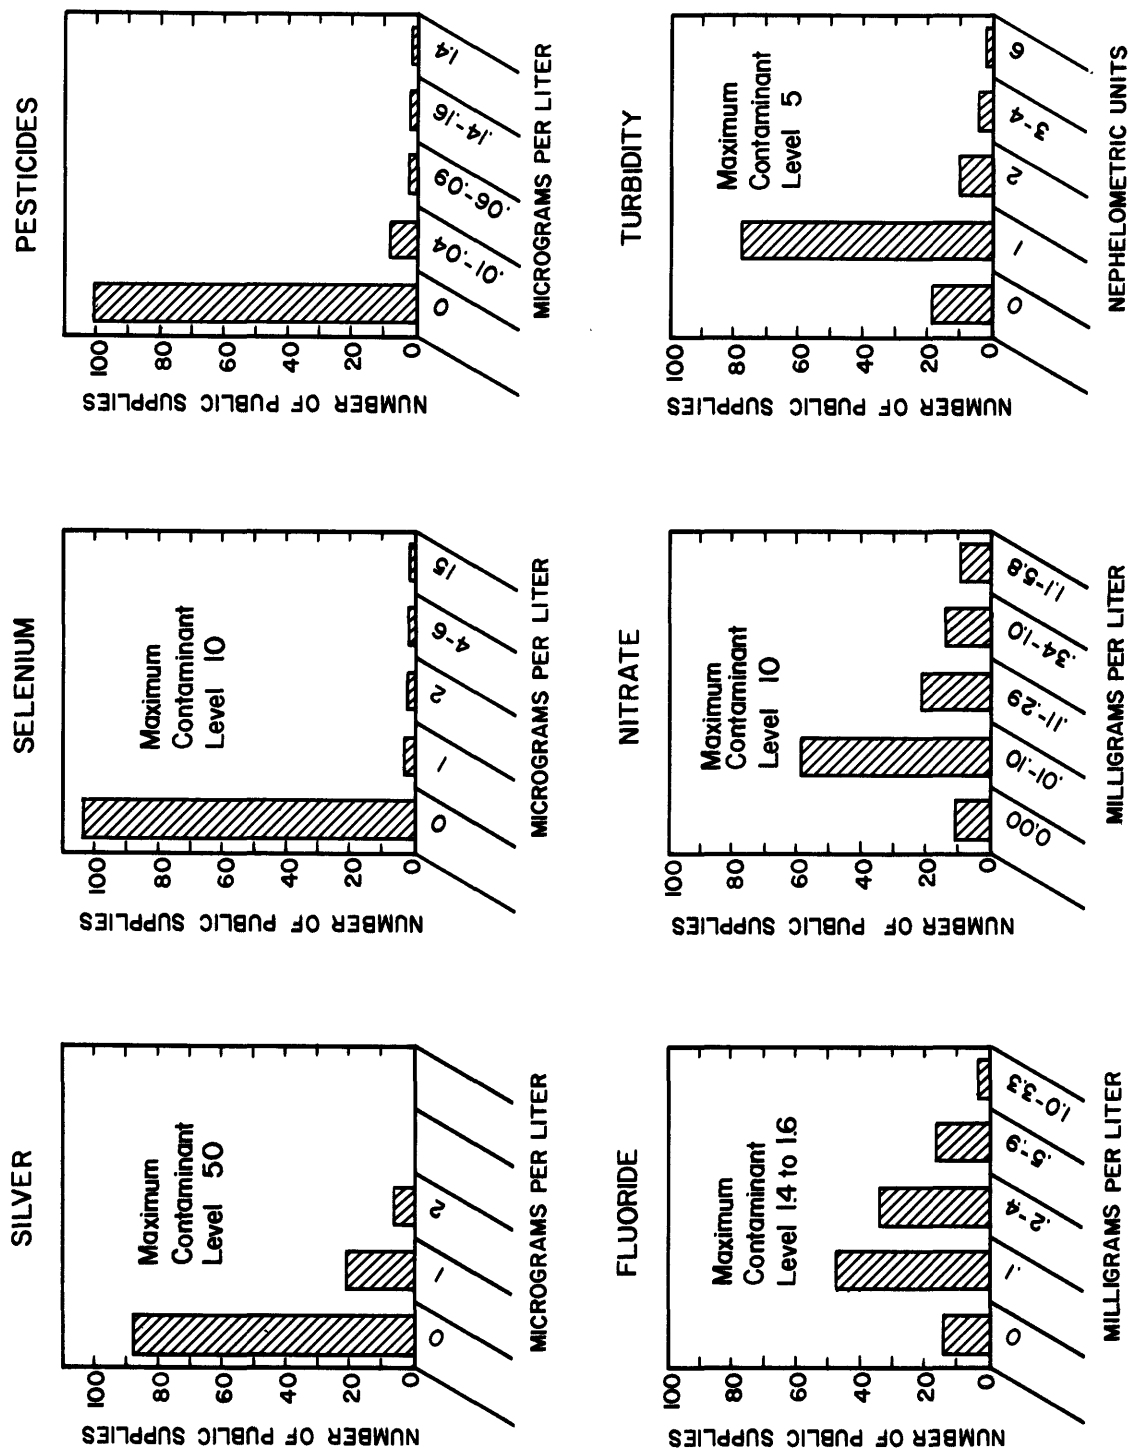 SILVER
NUMBER OF PUBLIC SUPPLIES
100
80
60
40
20
0
Maximum
Contaminant
Level 50
0
1
2
MICROGRAMS PER LITER
SELENIUM
NUMBER OF PUBLIC SUPPLIES
100
80
60
40
20
0
Maximum
Contaminant
Level 10
0
1
2
4-6
15
MICROGRAMS PER LITER
PESTICIDES
NUMBER OF PUBLIC SUPPLIES
100
80
60
40
20
0
0
.01-.04
.06-.09
.14-.16
1.4
MICROGRAMS PER LITER
FLUORIDE
NUMBER OF PUBLIC SUPPLIES
100
80
60
40
20
0
Maximum
Contaminant
Level 1.4 to 1.6
0
.1
.2-.4
.5-.9
1.0-3.3
MILLIGRAMS PER LITER
NITRATE
NUMBER OF PUBLIC SUPPLIES
100
80
60
40
20
0
Maximum
Contaminant
Level 10
0.00
.01-.10
.11-.29
.34-1.0
1.1-5.8
MILLIGRAMS PER LITER
TURBIDITY
NUMBER OF PUBLIC SUPPLIES
100
80
60
40
20
0
Maximum
Contaminant
Level 5
0
1
2
3-4
6
NEPHELOMETRIC UNITS